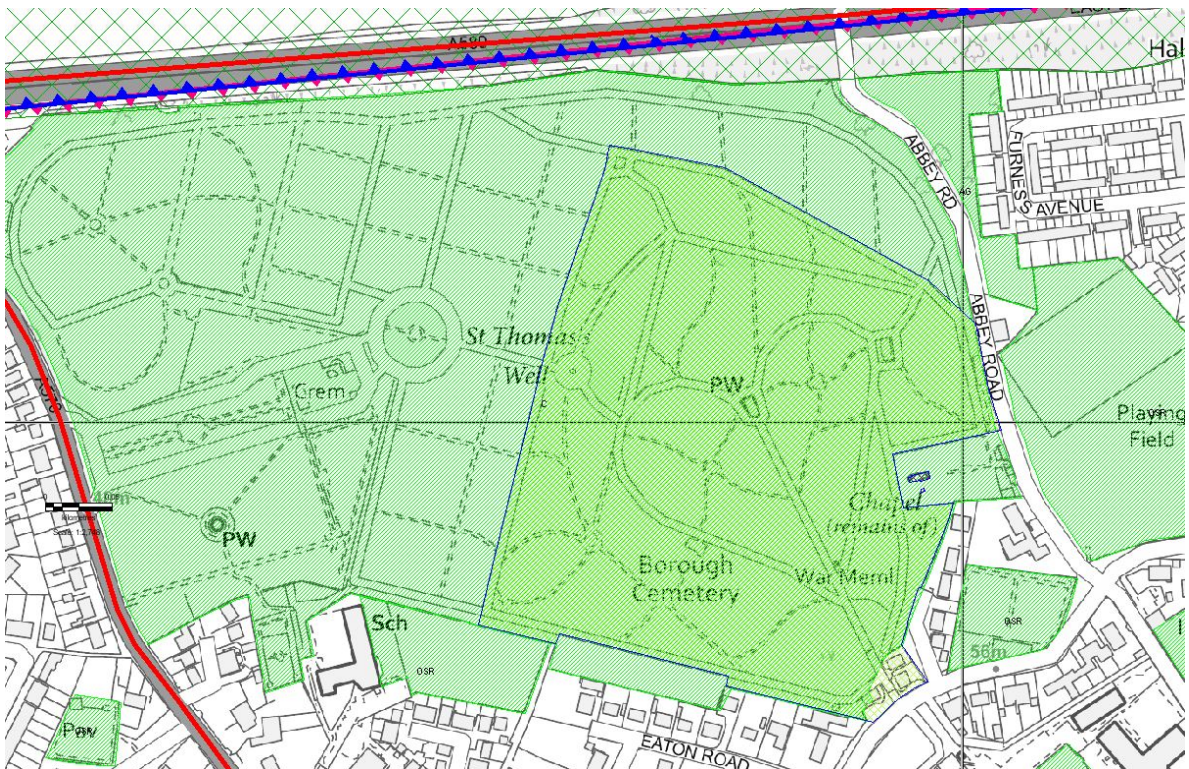 A580
Hal
ABBEY RD
FURNESS AVENUE
St Thomas's
Well
Crem
PW
ABBEY ROAD
Playing
Field
Chapel
(remains of)
PW
Borough
Cemetery
War Meml
Sch
OSR
OSR
56m
EATON ROAD